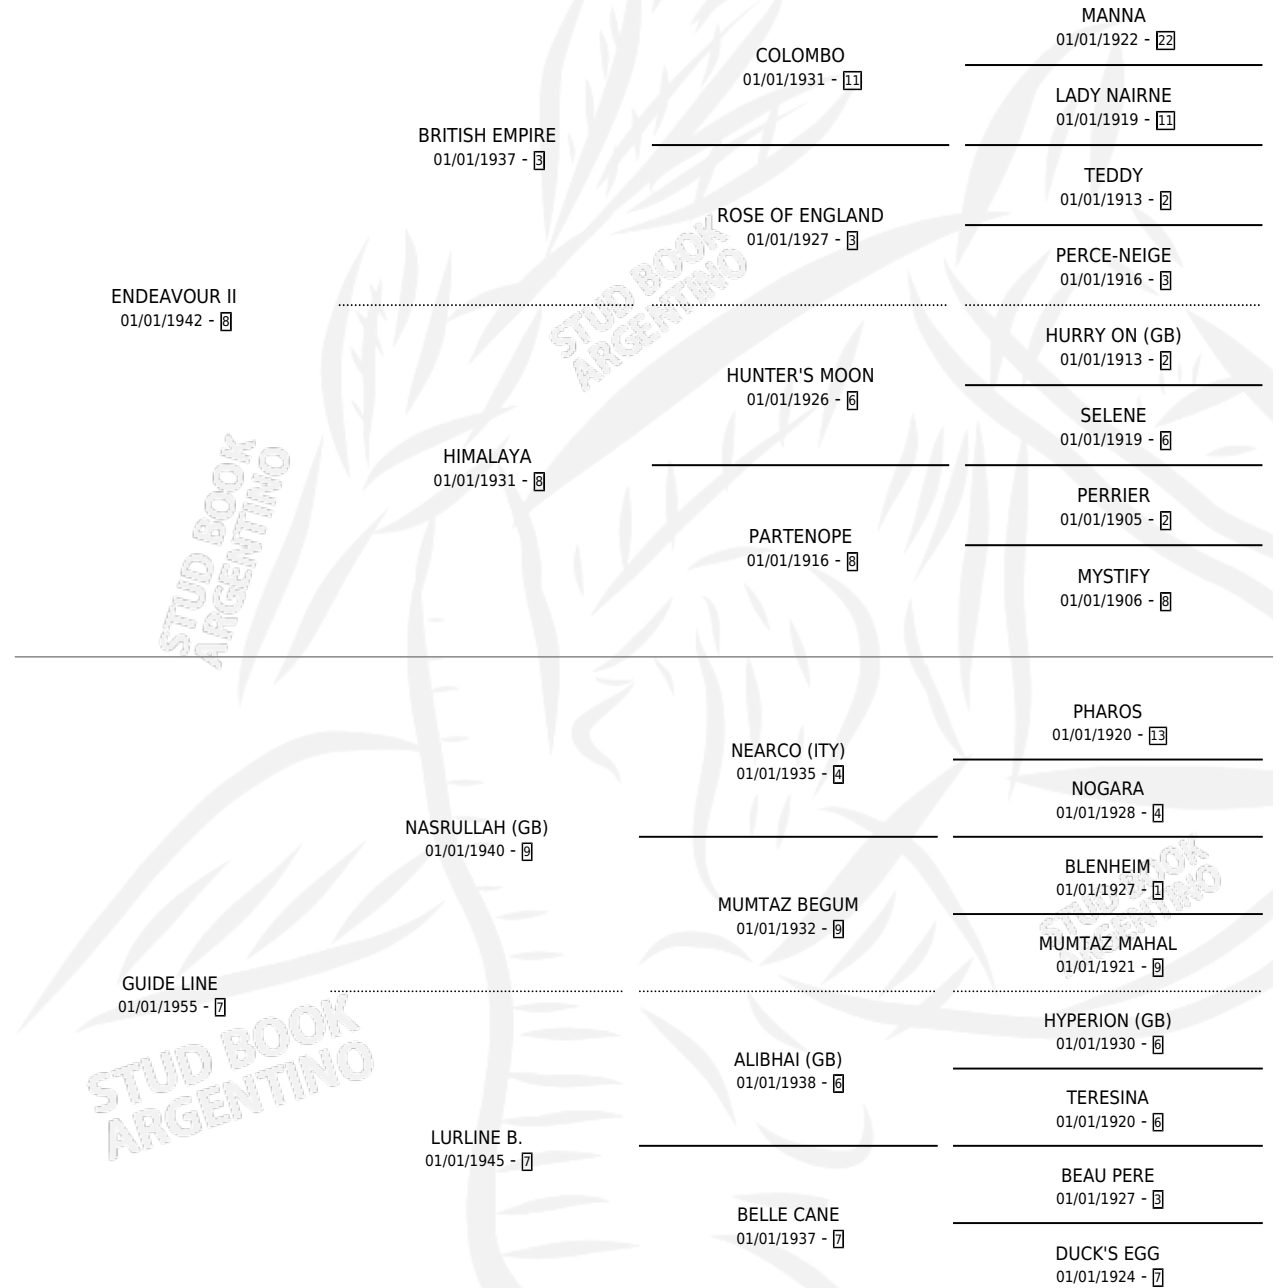 MANNA
01/01/1922 - 22
COLOMBO
01/01/1931 - 11
LADY NAIRNE
01/01/1919 - 11
BRITISH EMPIRE
01/01/1937 - 3
TEDDY
01/01/1913 - 2
ROSE OF ENGLAND
01/01/1927 - 3
PERCE-NEIGE
01/01/1916 - 3
ENDEAVOUR II
01/01/1942 - 8
HURRY ON (GB)
01/01/1913 - 2
HUNTER'S MOON
01/01/1926 - 6
SELENE
01/01/1919 - 6
HIMALAYA
01/01/1931 - 8
PERRIER
01/01/1905 - 2
PARTENOPE
01/01/1916 - 8
MYSTIFY
01/01/1906 - 8
PHAROS
01/01/1920 - 13
NEARCO (ITY)
01/01/1935 - 4
NOGARA
01/01/1928 - 4
NASRULLAH (GB)
01/01/1940 - 9
BLENHEIM
01/01/1927 - 1
MUMTAZ BEGUM
01/01/1932 - 9
MUMTAZ MAHAL
01/01/1921 - 9
GUIDE LINE
01/01/1955 - 7
HYPERION (GB)
01/01/1930 - 6
ALIBHAI (GB)
01/01/1938 - 6
TERESINA
01/01/1920 - 6
LURLINE B.
01/01/1945 - 7
BEAU PERE
01/01/1927 - 3
BELLE CANE
01/01/1937 - 7
DUCK'S EGG
01/01/1924 - 7
STUD BOOK
ARGENTINO
STUD BOOK
ARGENTINO
STUD BOOK
ARGENTINO
STUD BOOK
ARGENTINO